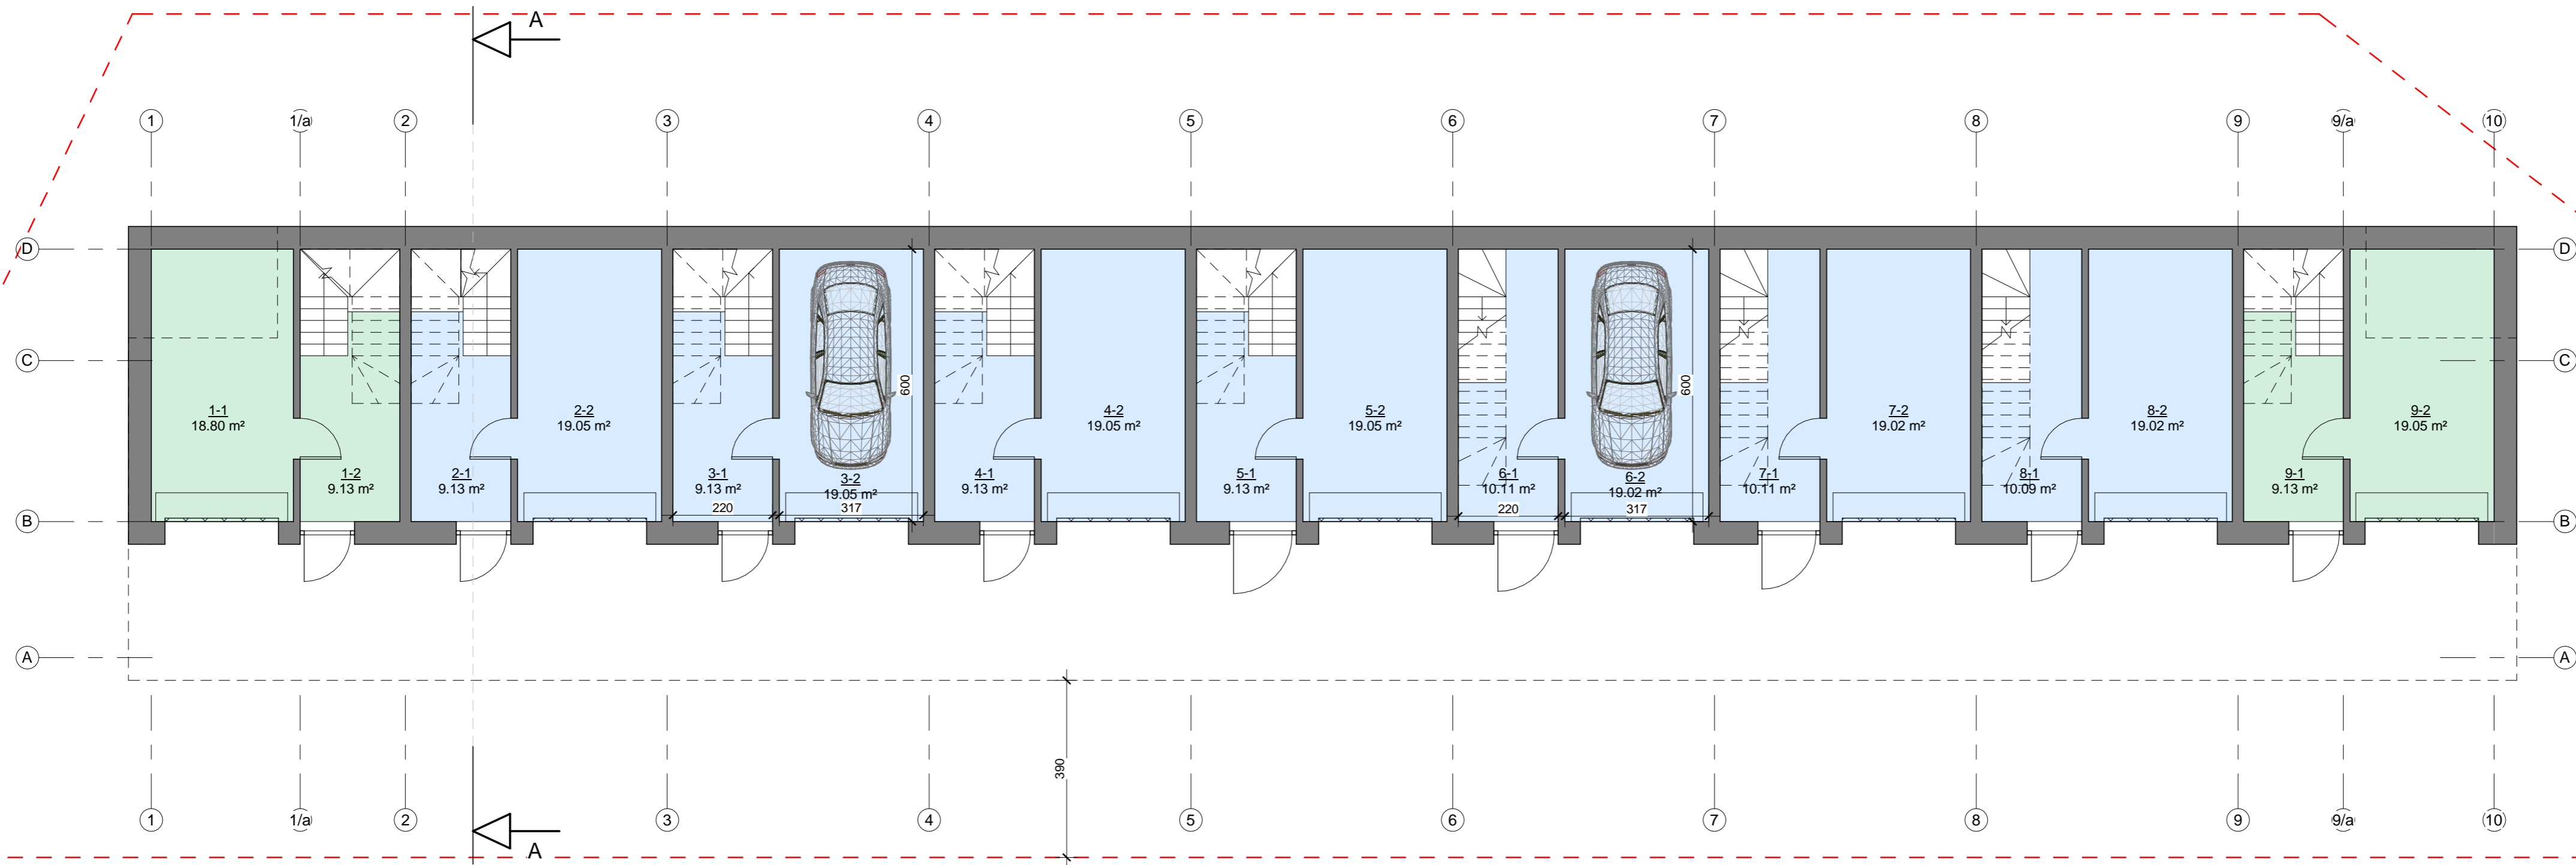 A
1
1/a
2
3
4
5
6
7
8
9
9/a
10
D
D
C
C
1-1
18.80 m²
1-2
9.13 m²
2-1
9.13 m²
2-2
19.05 m²
3-1
9.13 m²
220
600
3-2
19.05 m²
317
4-1
9.13 m²
4-2
19.05 m²
5-1
9.13 m²
5-2
19.05 m²
6-1
10.11 m²
220
600
6-2
19.02 m²
317
7-1
10.11 m²
7-2
19.02 m²
8-1
10.09 m²
8-2
19.02 m²
9-1
9.13 m²
9-2
19.05 m²
B
B
A
A
390
1
1/a
2
3
4
5
6
7
8
9
9/a
10
A